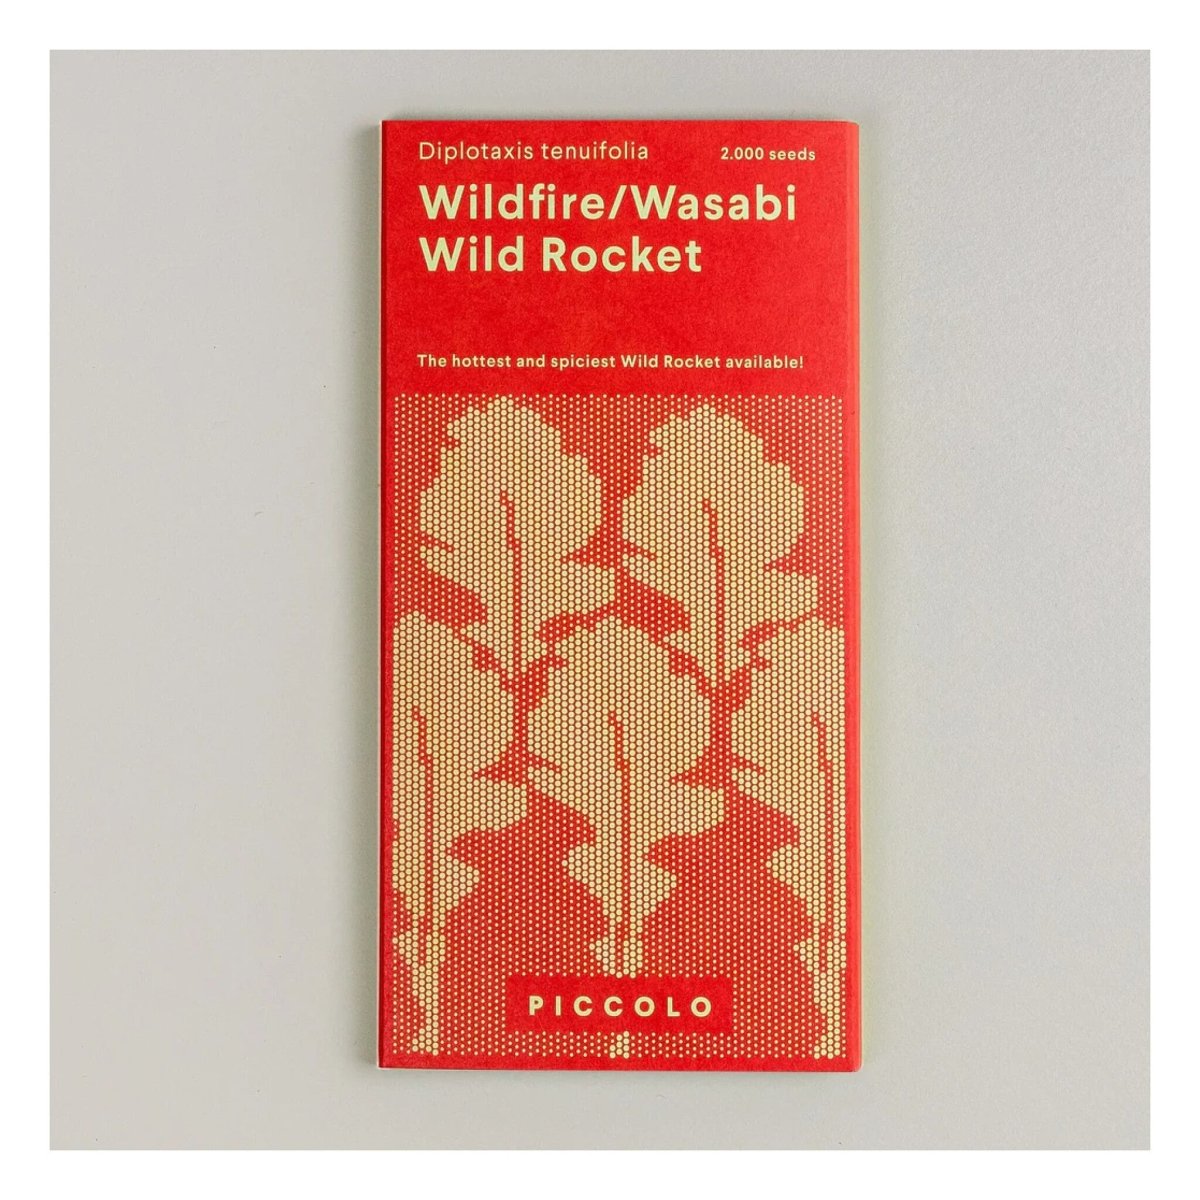 Diplotaxis tenuifolia
2.000 seeds
Wildfire/Wasabi
Wild Rocket
The hottest and spiciest Wild Rocket available!
PICCOLO